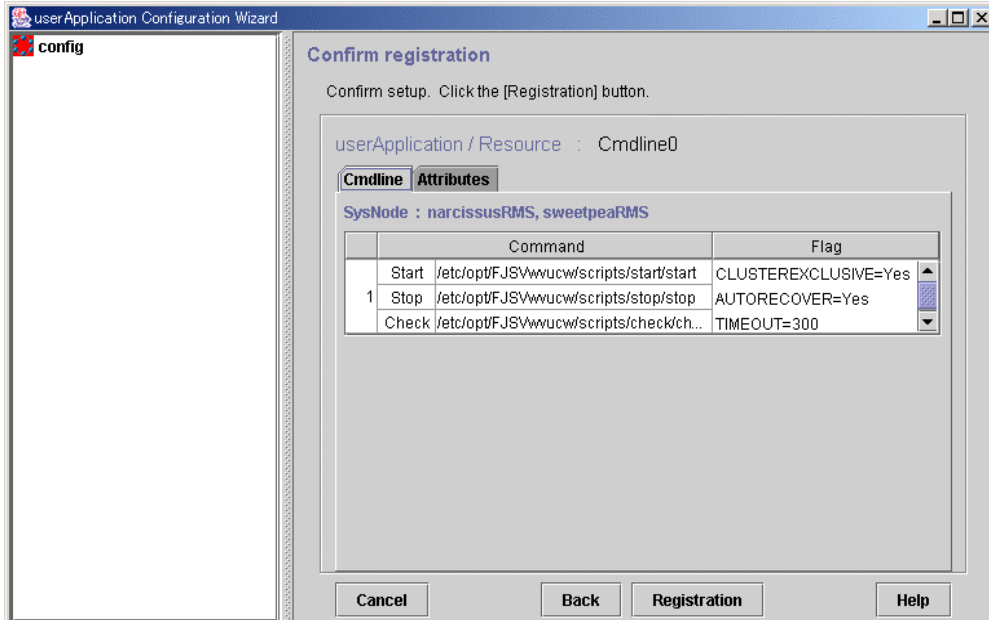 userApplication Configuration Wizard
config
Confirm registration
Confirm setup. Click the [Registration] button.
userApplication / Resource : Cmdline0
Cmdline Attributes
SysNode : narcissusRMS, sweetpeaRMS
Command Flag
1
Start /etc/opt/FJSVwvucw/scripts/start/start CLUSTEREXCLUSIVE=Yes
Stop /etc/opt/FJSVwvucw/scripts/stop/stop AUTORECOVER=Yes
Check /etc/opt/FJSVwvucw/scripts/check/ch... TIMEOUT=300
Cancel Back Registration Help